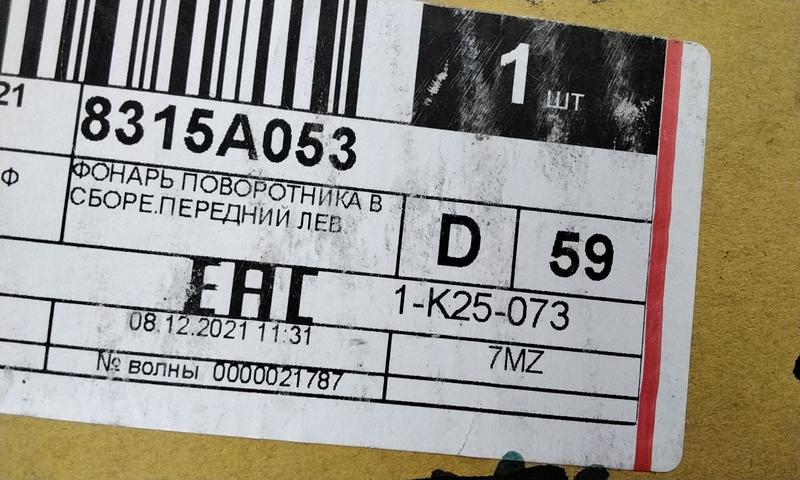 1 ШТ
21
8315A053
Ф
ФОНАРЬ ПОВОРОТНИКА В
СБОРЕ.ПЕРЕДНИЙ ЛЕВ
D 59
EAC
1-K25-073
08.12.2021 11:31
7MZ
№ волны 0000021787